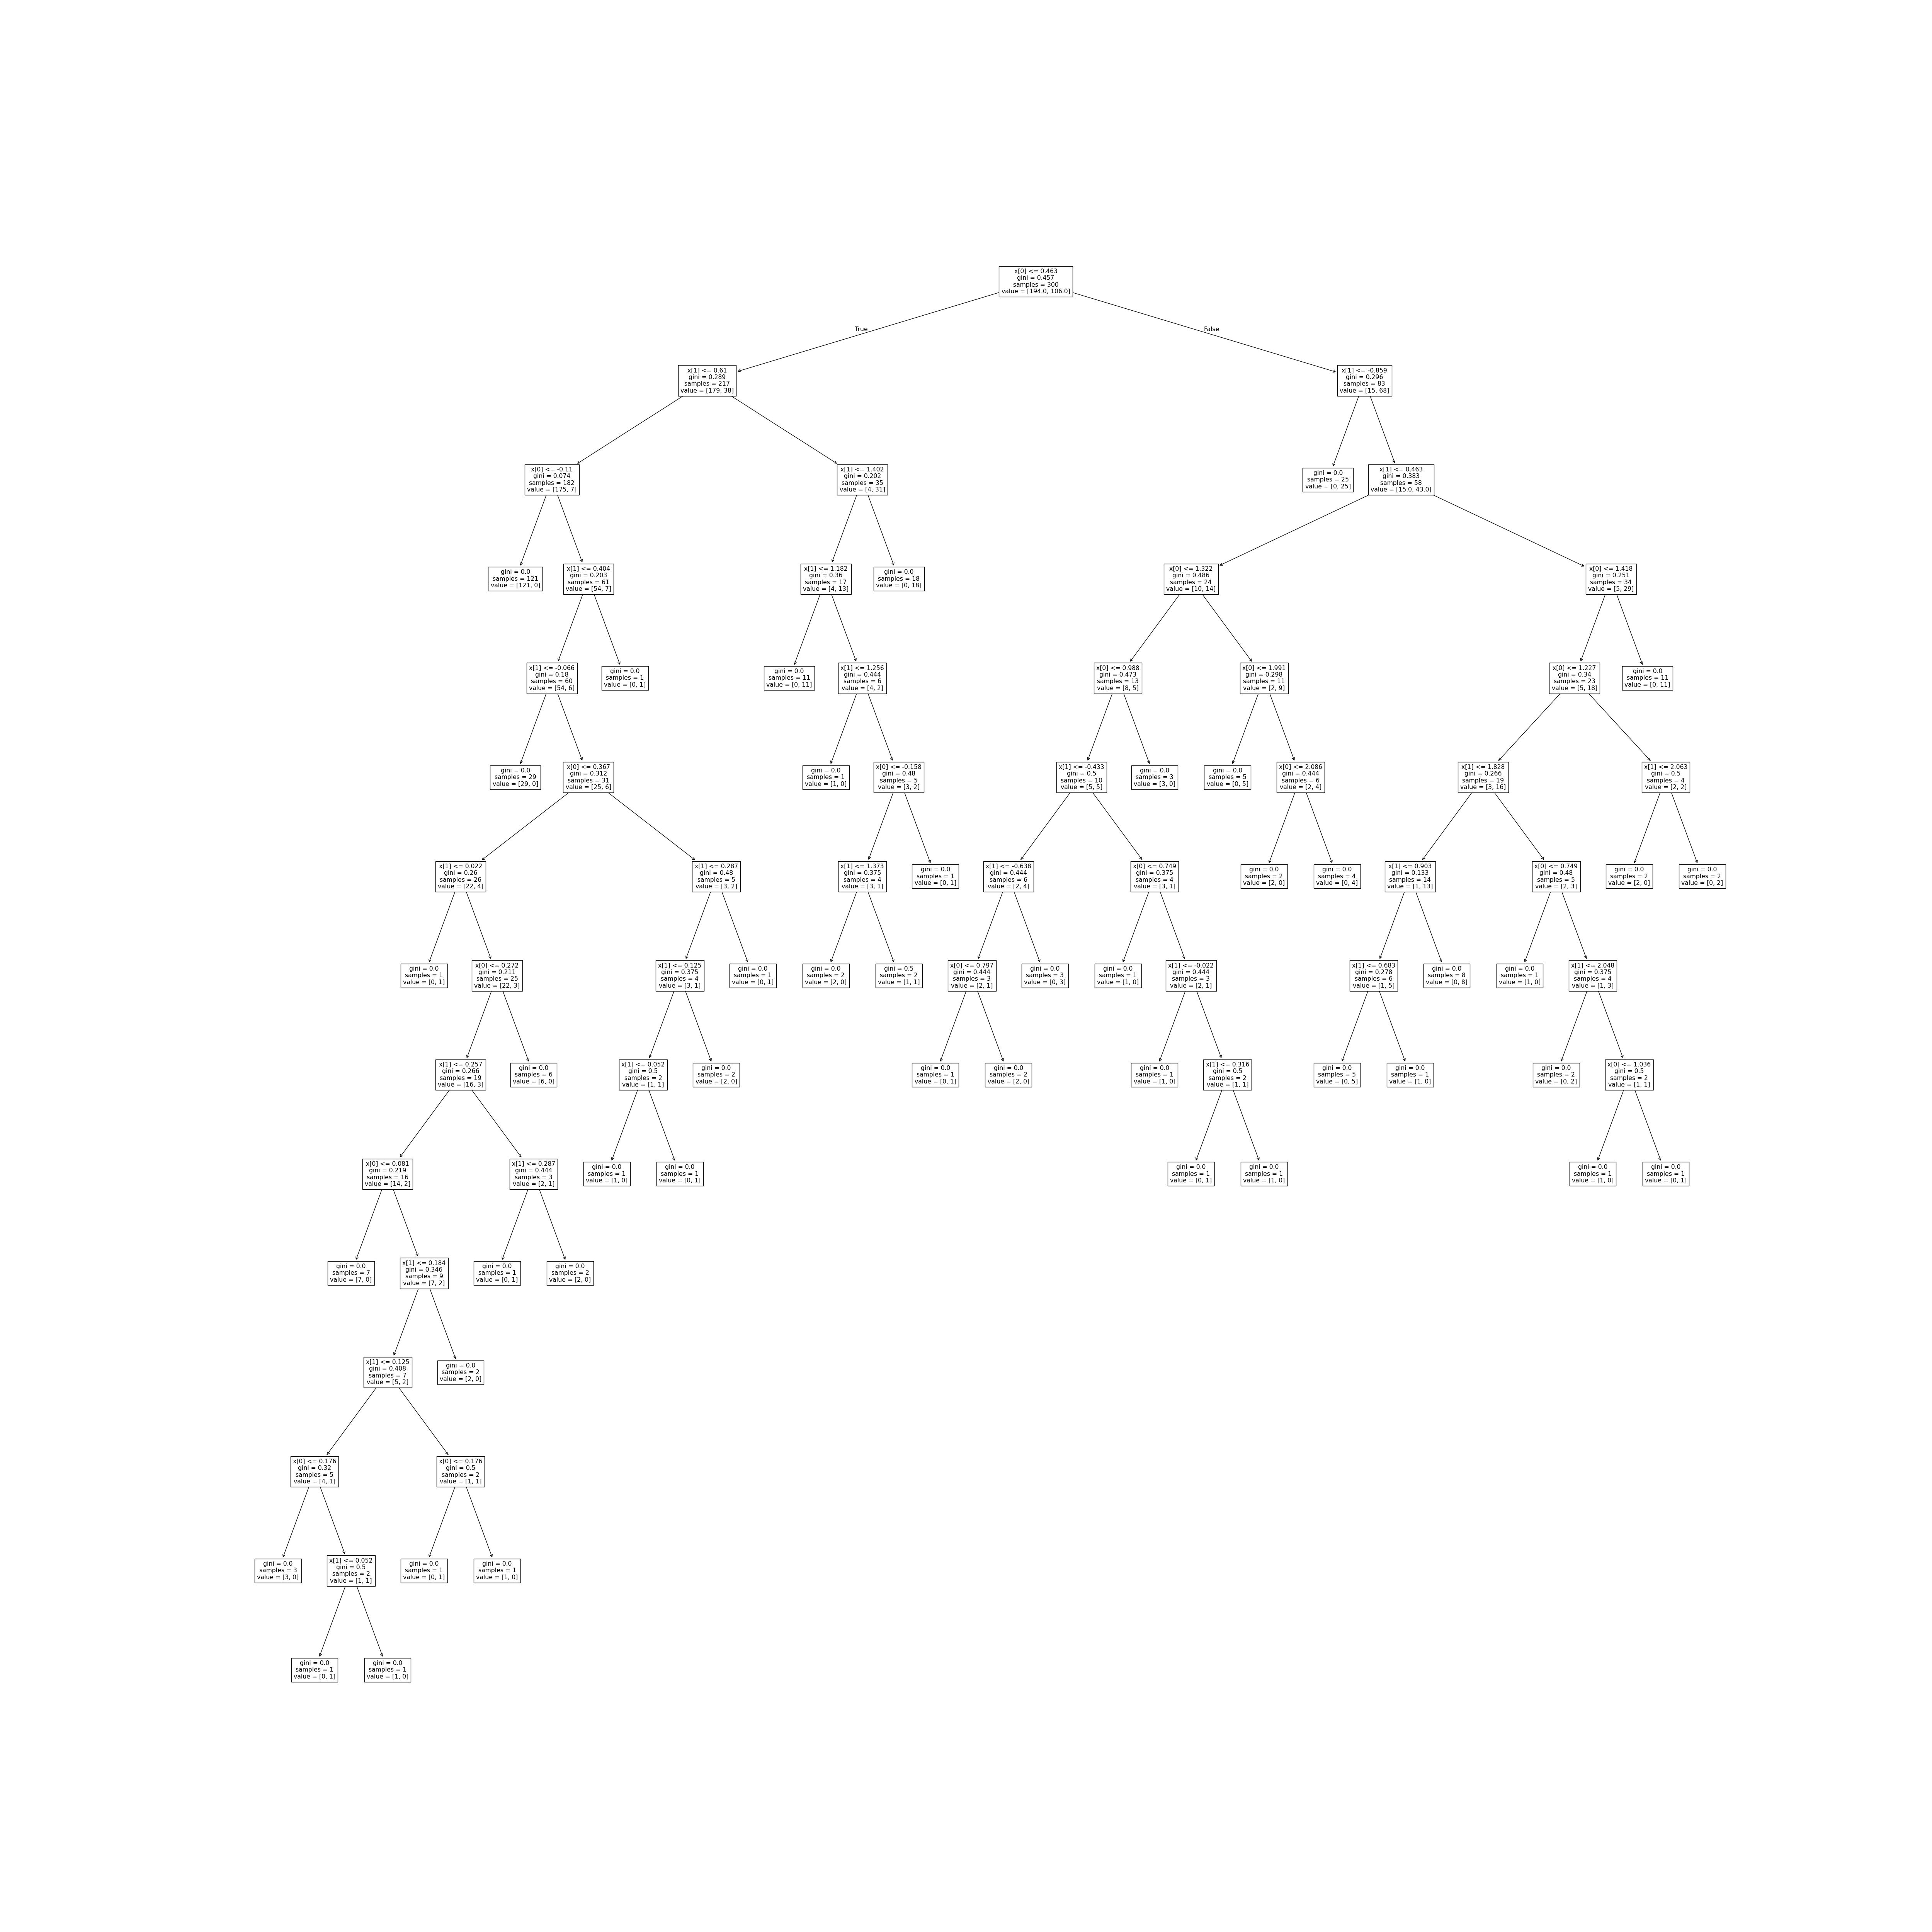 x[0] <= 0.463
gini = 0.457
samples = 300
value = [194.0, 106.0]
True
False
x[1] <= 0.61
gini = 0.289
samples = 217
value = [179, 38]
x[1] <= -0.859
gini = 0.296
samples = 83
value = [15, 68]
x[0] <= -0.11
gini = 0.074
samples = 182
value = [175, 7]
x[1] <= 1.402
gini = 0.202
samples = 35
value = [4, 31]
gini = 0.0
samples = 25
value = [0, 25]
x[1] <= 0.463
gini = 0.383
samples = 58
value = [15.0, 43.0]
gini = 0.0
samples = 121
value = [121, 0]
x[1] <= 0.404
gini = 0.203
samples = 61
value = [54, 7]
x[1] <= 1.182
gini = 0.36
samples = 17
value = [4, 13]
gini = 0.0
samples = 18
value = [0, 18]
x[0] <= 1.322
gini = 0.486
samples = 24
value = [10, 14]
x[0] <= 1.418
gini = 0.251
samples = 34
value = [5, 29]
x[1] <= -0.066
gini = 0.18
samples = 60
value = [54, 6]
gini = 0.0
samples = 1
value = [0, 1]
gini = 0.0
samples = 11
value = [0, 11]
x[1] <= 1.256
gini = 0.444
samples = 6
value = [4, 2]
x[0] <= 0.988
gini = 0.473
samples = 13
value = [8, 5]
x[0] <= 1.991
gini = 0.298
samples = 11
value = [2, 9]
x[0] <= 1.227
gini = 0.34
samples = 23
value = [5, 18]
gini = 0.0
samples = 11
value = [0, 11]
gini = 0.0
samples = 29
value = [29, 0]
x[0] <= 0.367
gini = 0.312
samples = 31
value = [25, 6]
gini = 0.0
samples = 1
value = [1, 0]
x[0] <= -0.158
gini = 0.48
samples = 5
value = [3, 2]
x[1] <= -0.433
gini = 0.5
samples = 10
value = [5, 5]
gini = 0.0
samples = 3
value = [3, 0]
gini = 0.0
samples = 5
value = [0, 5]
x[0] <= 2.086
gini = 0.444
samples = 6
value = [2, 4]
x[1] <= 1.828
gini = 0.266
samples = 19
value = [3, 16]
x[1] <= 2.063
gini = 0.5
samples = 4
value = [2, 2]
x[1] <= 0.022
gini = 0.26
samples = 26
value = [22, 4]
x[1] <= 0.287
gini = 0.48
samples = 5
value = [3, 2]
x[1] <= 1.373
gini = 0.375
samples = 4
value = [3, 1]
gini = 0.0
samples = 1
value = [0, 1]
x[1] <= -0.638
gini = 0.444
samples = 6
value = [2, 4]
x[0] <= 0.749
gini = 0.375
samples = 4
value = [3, 1]
gini = 0.0
samples = 2
value = [2, 0]
gini = 0.0
samples = 4
value = [0, 4]
x[1] <= 0.903
gini = 0.133
samples = 14
value = [1, 13]
x[0] <= 0.749
gini = 0.48
samples = 5
value = [2, 3]
gini = 0.0
samples = 2
value = [2, 0]
gini = 0.0
samples = 2
value = [0, 2]
gini = 0.0
samples = 1
value = [0, 1]
x[0] <= 0.272
gini = 0.211
samples = 25
value = [22, 3]
x[1] <= 0.125
gini = 0.375
samples = 4
value = [3, 1]
gini = 0.0
samples = 1
value = [0, 1]
gini = 0.0
samples = 2
value = [2, 0]
gini = 0.5
samples = 2
value = [1, 1]
x[0] <= 0.797
gini = 0.444
samples = 3
value = [2, 1]
gini = 0.0
samples = 3
value = [0, 3]
gini = 0.0
samples = 1
value = [1, 0]
x[1] <= -0.022
gini = 0.444
samples = 3
value = [2, 1]
x[1] <= 0.683
gini = 0.278
samples = 6
value = [1, 5]
gini = 0.0
samples = 8
value = [0, 8]
gini = 0.0
samples = 1
value = [1, 0]
x[1] <= 2.048
gini = 0.375
samples = 4
value = [1, 3]
x[1] <= 0.257
gini = 0.266
samples = 19
value = [16, 3]
gini = 0.0
samples = 6
value = [6, 0]
x[1] <= 0.052
gini = 0.5
samples = 2
value = [1, 1]
gini = 0.0
samples = 2
value = [2, 0]
gini = 0.0
samples = 1
value = [0, 1]
gini = 0.0
samples = 2
value = [2, 0]
gini = 0.0
samples = 1
value = [1, 0]
x[1] <= 0.316
gini = 0.5
samples = 2
value = [1, 1]
gini = 0.0
samples = 5
value = [0, 5]
gini = 0.0
samples = 1
value = [1, 0]
gini = 0.0
samples = 2
value = [0, 2]
x[0] <= 1.036
gini = 0.5
samples = 2
value = [1, 1]
x[0] <= 0.081
gini = 0.219
samples = 16
value = [14, 2]
x[1] <= 0.287
gini = 0.444
samples = 3
value = [2, 1]
gini = 0.0
samples = 1
value = [1, 0]
gini = 0.0
samples = 1
value = [0, 1]
gini = 0.0
samples = 1
value = [0, 1]
gini = 0.0
samples = 1
value = [1, 0]
gini = 0.0
samples = 1
value = [1, 0]
gini = 0.0
samples = 1
value = [0, 1]
gini = 0.0
samples = 7
value = [7, 0]
x[1] <= 0.184
gini = 0.346
samples = 9
value = [7, 2]
gini = 0.0
samples = 1
value = [0, 1]
gini = 0.0
samples = 2
value = [2, 0]
x[1] <= 0.125
gini = 0.408
samples = 7
value = [5, 2]
gini = 0.0
samples = 2
value = [2, 0]
x[0] <= 0.176
gini = 0.32
samples = 5
value = [4, 1]
x[0] <= 0.176
gini = 0.5
samples = 2
value = [1, 1]
gini = 0.0
samples = 3
value = [3, 0]
x[1] <= 0.052
gini = 0.5
samples = 2
value = [1, 1]
gini = 0.0
samples = 1
value = [0, 1]
gini = 0.0
samples = 1
value = [1, 0]
gini = 0.0
samples = 1
value = [0, 1]
gini = 0.0
samples = 1
value = [1, 0]